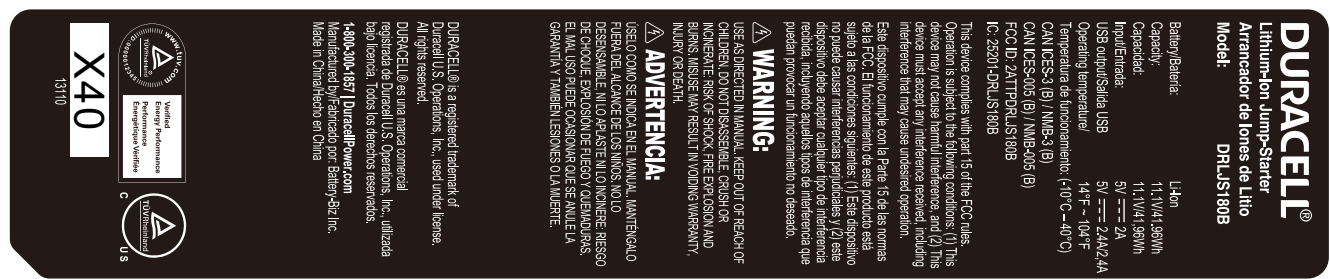 DURACELL®
Lithium-Ion Jump-Starter
Arrancador de Iones de Litio
Model: DRLJS180B
Battery/Bateria: Li-Ion
Capacity: 11.1V/41.96Wh
Capacidad: 11,1V/41,96Wh
Input/Entrada: 5V ⎓ 2A
USB output/Salida USB 5V ⎓ 2.4A/2,4A
Operating temperature/ 14°F ~ 104°F
Temperatura de funcionamiento: (-10°C – 40°C)
CAN ICES-3 (B) / NMB-3 (B)
CAN ICES-005 (B) / NMB-005 (B)
FCC ID: 2ATTPDRLJS180B
IC: 25201-DRLJS180B
This device complies with part 15 of the FCC rules.
Operation is subject to the following conditions: (1) This
device may not cause harmful interference, and (2) This
device must accept any interference received, including
interference that may cause undesired operation.
Este dispositivo cumple con la Parte 15 de las normas
de la FCC. El funcionamiento de este producto está
sujeto a las condiciones siguientes: (1) Este dispositivo
no puede causar interferencias perjudiciales y (2) este
dispositivo debe aceptar cualquier tipo de interferencia
recibida, incluyendo aquellos tipos de interferencia que
puedan provocar un funcionamiento no deseado.
WARNING:
USE AS DIRECTED IN MANUAL. KEEP OUT OF REACH OF
CHILDREN. DO NOT DISASSEMBLE, CRUSH OR
INCINERATE: RISK OF SHOCK, FIRE EXPLOSION AND
BURNS. MISUSE MAY RESULT IN VOIDING WARRANTY,
INJURY OR DEATH.
ADVERTENCIA:
ÚSELO COMO SE INDICA EN EL MANUAL. MANTÉNGALO
FUERA DEL ALCANCE DE LOS NIÑOS; NO LO
DESENSAMBLE, NI LO APLASTE NI LO INCINERE: RIESGO
DE CHOQUE, EXPLOSIÓN DE FUEGO Y QUEMADURAS,
EL MAL USO PUEDE OCASIONAR QUE SE ANULE LA
GARANTÍA Y TAMBIÉN LESIONES O LA MUERTE.
DURACELL® is a registered trademark of
Duracell U.S. Operations, Inc., used under license.
All rights reserved.
DURACELL® es una marca comercial
registrada de Duracell U.S. Operations, Inc., utilizada
bajo licencia. Todos los derechos reservados.
1-800-300-1857 | DuracellPower.com
Manufactured by/Fabricado por: Battery-Biz Inc.
Made in China/Hecho en China
www.tuv.com
TÜVRheinland
Verified
Energy Performance
Performance
Énergétique Vérifiée
C TÜVRheinland US
X40
13110